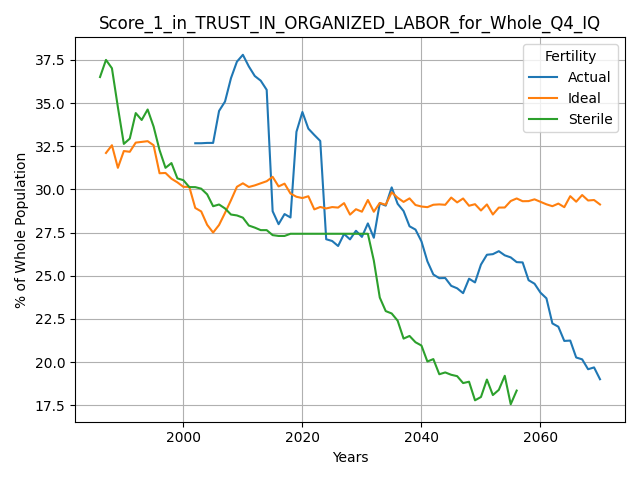 Score_1_in_TRUST_IN_ORGANIZED_LABOR_for_Whole_Q4_IQ
Fertility
Actual
Ideal
Sterile
% of Whole Population
37.5
35.0
32.5
30.0
27.5
25.0
22.5
20.0
17.5
2000
2020
2040
2060
Years